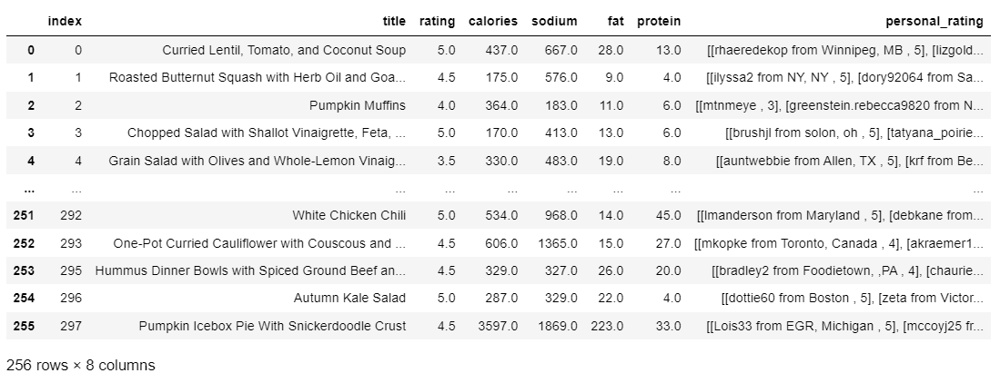 index title rating calories sodium fat protein personal_rating
0 0 Curried Lentil, Tomato, and Coconut Soup 5.0 437.0 667.0 28.0 13.0 [[rhaeredekop from Winnipeg, MB , 5], [lizgold...
1 1 Roasted Butternut Squash with Herb Oil and Goa... 4.5 175.0 576.0 9.0 4.0 [[ilyssa2 from NY, NY , 5], [dory92064 from Sa...
2 2 Pumpkin Muffins 4.0 364.0 183.0 11.0 6.0 [[mtnmeye , 3], [greenstein.rebecca9820 from N...
3 3 Chopped Salad with Shallot Vinaigrette, Feta, ... 5.0 170.0 413.0 13.0 6.0 [[brushjl from solon, oh , 5], [tatyana_poirie...
4 4 Grain Salad with Olives and Whole-Lemon Vinaig... 3.5 330.0 483.0 19.0 8.0 [[auntwebbie from Allen, TX , 5], [krf from Be...
... ... ... ... ... ... ... ... ...
251 292 White Chicken Chili 5.0 534.0 968.0 14.0 45.0 [[lmanderson from Maryland , 5], [debkane from...
252 293 One-Pot Curried Cauliflower with Couscous and ... 4.5 606.0 1365.0 15.0 27.0 [[mkopke from Toronto, Canada , 4], [akraemer1...
253 295 Hummus Dinner Bowls with Spiced Ground Beef an... 4.5 329.0 327.0 26.0 20.0 [[bradley2 from Foodietown, ,PA , 4], [chaurie...
254 296 Autumn Kale Salad 5.0 287.0 329.0 22.0 4.0 [[dottie60 from Boston , 5], [zeta from Victor...
255 297 Pumpkin Icebox Pie With Snickerdoodle Crust 4.5 3597.0 1869.0 223.0 33.0 [[Lois33 from EGR, Michigan , 5], [mccoyj25 fr...
256 rows × 8 columns